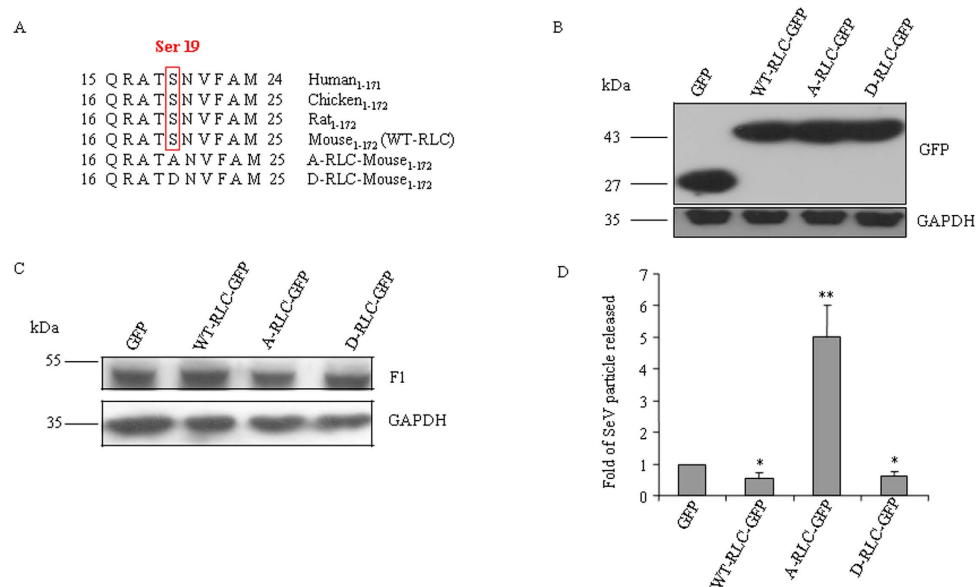 A
Ser 19
15 Q R A T S N V F A M 24 Human1-171
16 Q R A T S N V F A M 25 Chicken1-172
16 Q R A T S N V F A M 25 Rat1-172
16 Q R A T S N V F A M 25 Mouse1-172 (WT-RLC)
16 Q R A T A N V F A M 25 A-RLC-Mouse1-172
16 Q R A T D N V F A M 25 D-RLC-Mouse1-172
B
kDa
GFP
WT-RLC-GFP
A-RLC-GFP
D-RLC-GFP
43
27
GFP
35
GAPDH
C
kDa
GFP
WT-RLC-GFP
A-RLC-GFP
D-RLC-GFP
55
F1
35
GAPDH
D
Fold of SeV particle released
7
6
5
4
3
2
1
0
*
**
*
GFP
WT-RLC-GFP
A-RLC-GFP
D-RLC-GFP